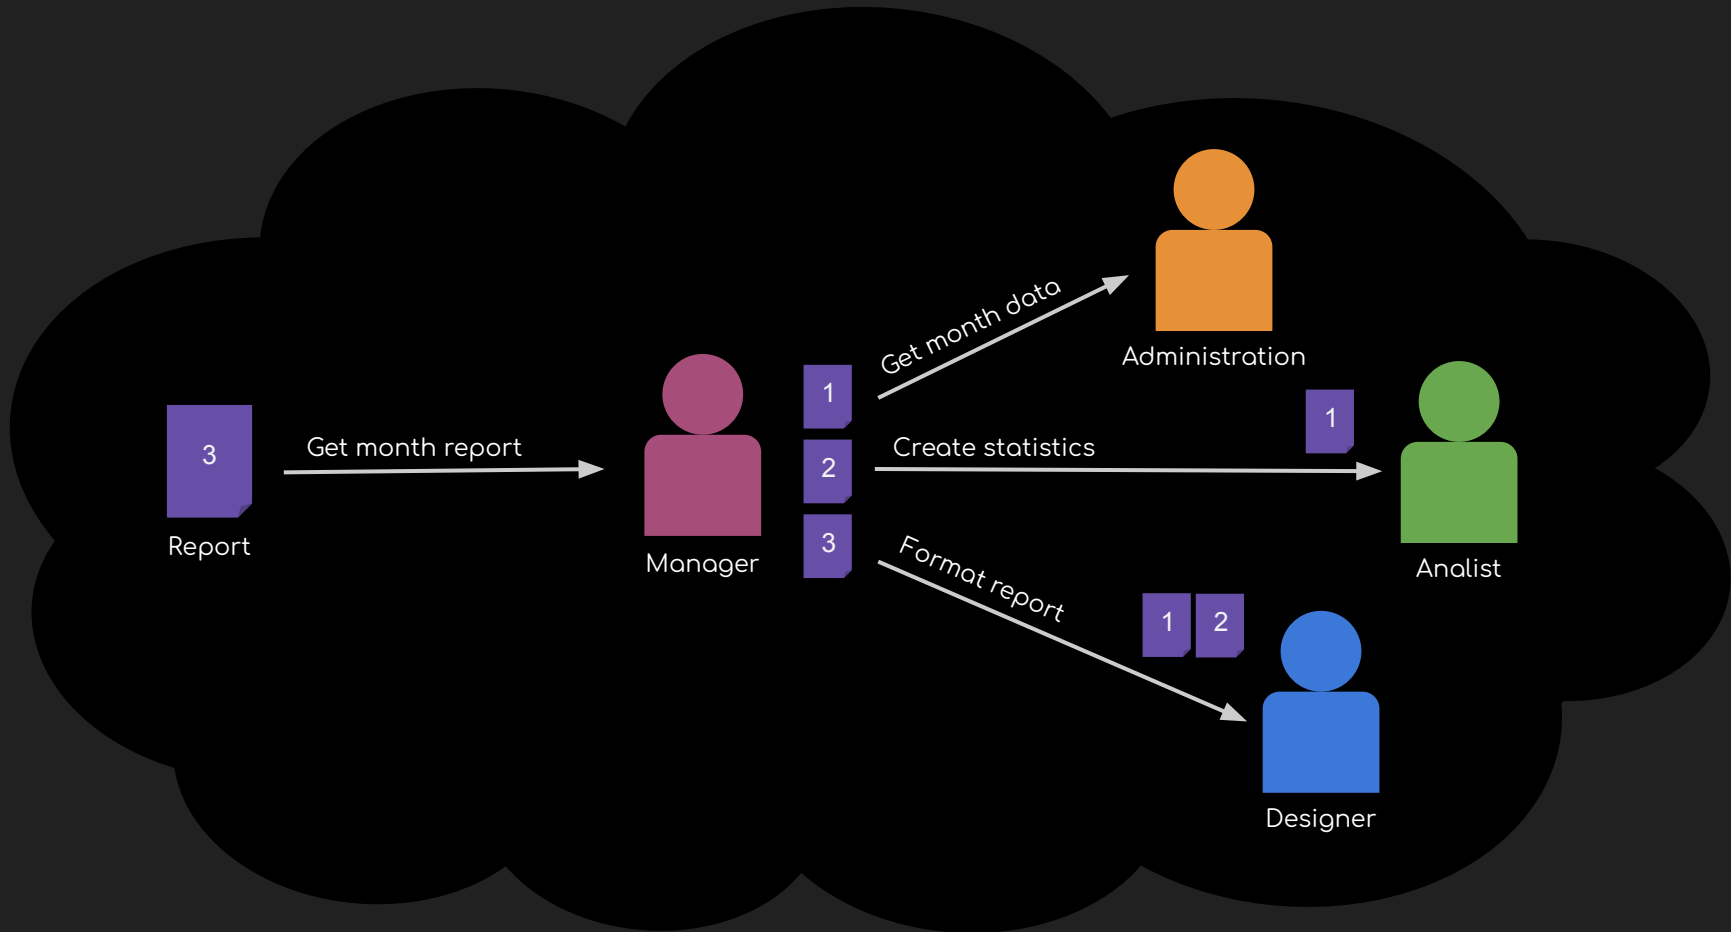 Get month data
Administration
1
1
Get month report
3
Create statistics
2
Report
Manager
3
Analist
Format report
1 2
Designer